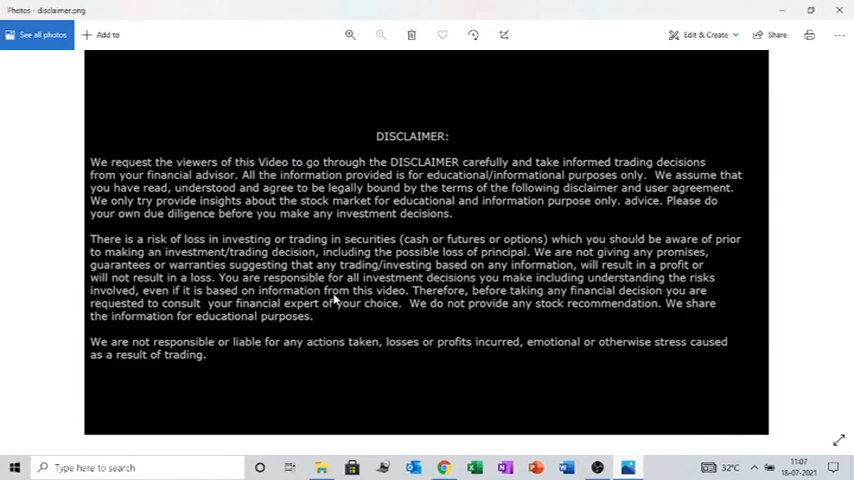 Photos - disclaimer.png
See all photos
Add to
Edit & Create
Share
DISCLAIMER:
We request the viewers of this Video to go through the DISCLAIMER carefully and take informed trading decisions
from your financial advisor. All the information provided is for educational/informational purposes only. We assume that
you have read, understood and agree to be legally bound by the terms of the following disclaimer and user agreement.
We only try provide insights about the stock market for educational and information purpose only. advice. Please do
your own due diligence before you make any investment decisions.
There is a risk of loss in investing or trading in securities (cash or futures or options) which you should be aware of prior
to making an investment/trading decision, including the possible loss of principal. We are not giving any promises,
guarantees or warranties suggesting that any trading/investing based on any information, will result in a profit or
will not result in a loss. You are responsible for all investment decisions you make including understanding the risks
involved, even if it is based on information from this video. Therefore, before taking any financial decision you are
requested to consult your financial expert of your choice. We do not provide any stock recommendation. We share
the information for educational purposes.
We are not responsible or liable for any actions taken, losses or profits incurred, emotional or otherwise stress caused
as a result of trading.
Type here to search
32°C
11:07
18-07-2021